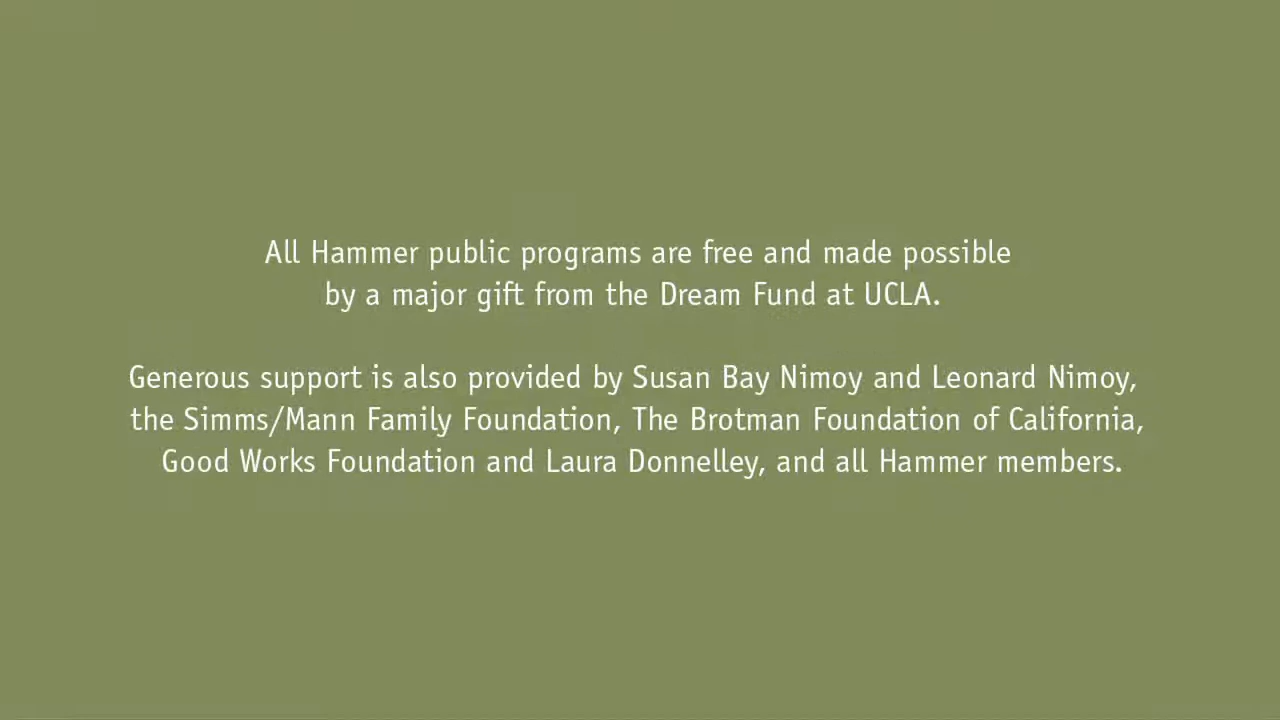 All Hammer public programs are free and made possible
by a major gift from the Dream Fund at UCLA.
Generous support is also provided by Susan Bay Nimoy and Leonard Nimoy,
the Simms/Mann Family Foundation, The Brotman Foundation of California,
Good Works Foundation and Laura Donnelley, and all Hammer members.